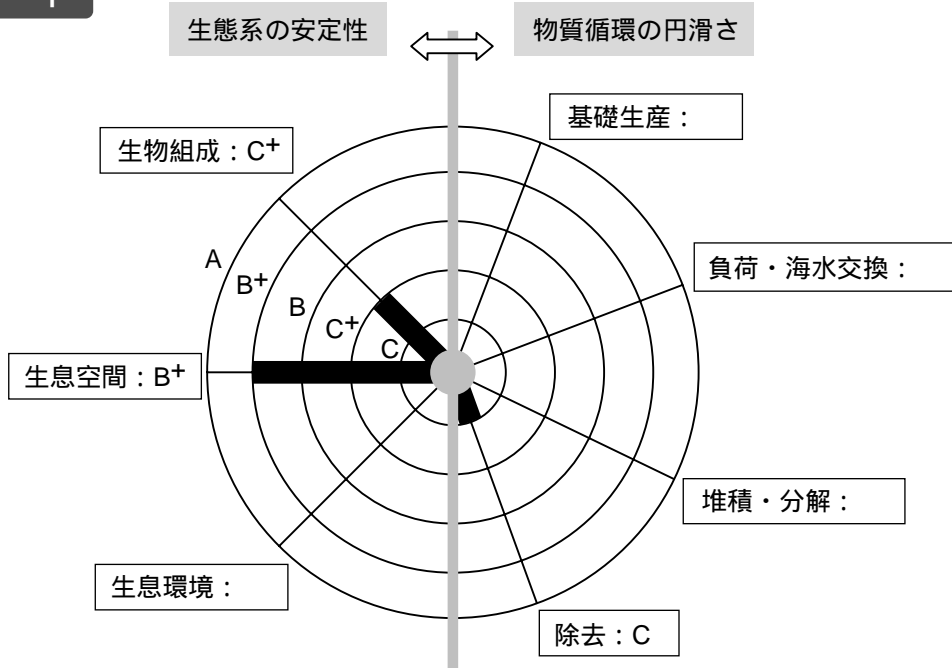 生態系の安定性
物質循環の円滑さ
基礎生産：
生物組成：C+
A
B+
B
C+
C
負荷・海水交換：
生息空間：B+
堆積・分解：
生息環境：
除去：C